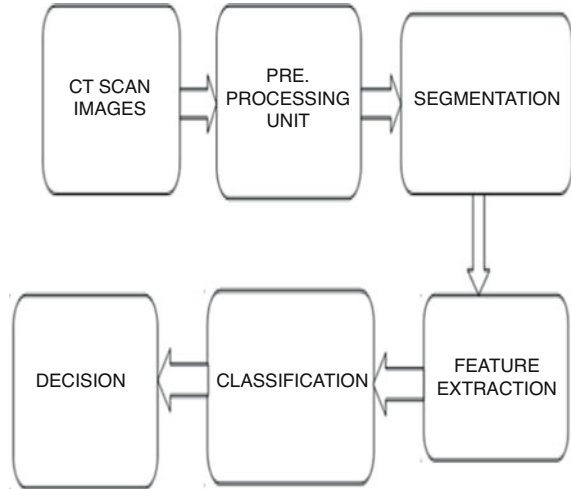 CT SCAN
IMAGES
PRE.
PROCESSING
UNIT
SEGMENTATION
FEATURE
EXTRACTION
CLASSIFICATION
DECISION